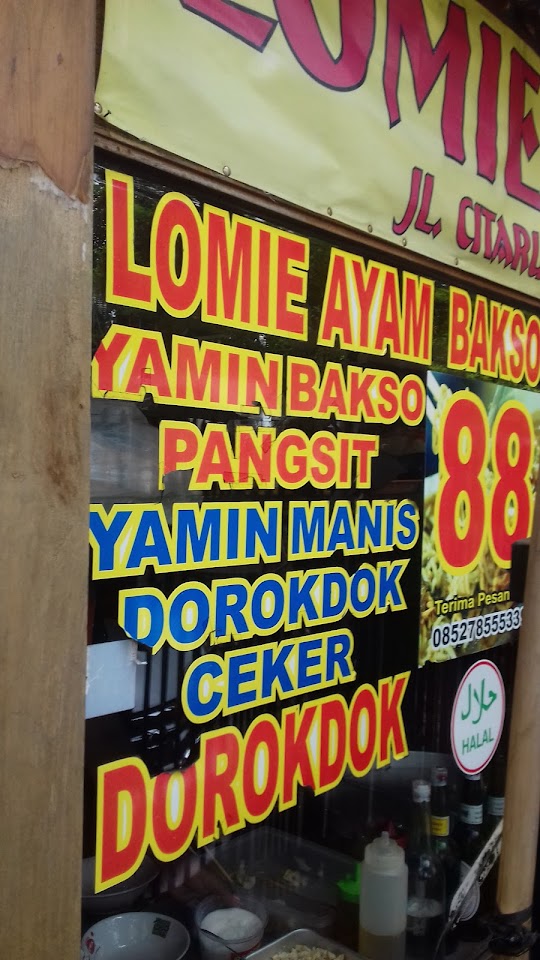 LOMIE
JL. CITARU
LOMIE AYAM BAKSO
YAMIN BAKSO
PANGSIT
88
YAMIN MANIS
DOROKDOK
Terima Pesan
CEKER
حلال
HALAL
DOROKDOK